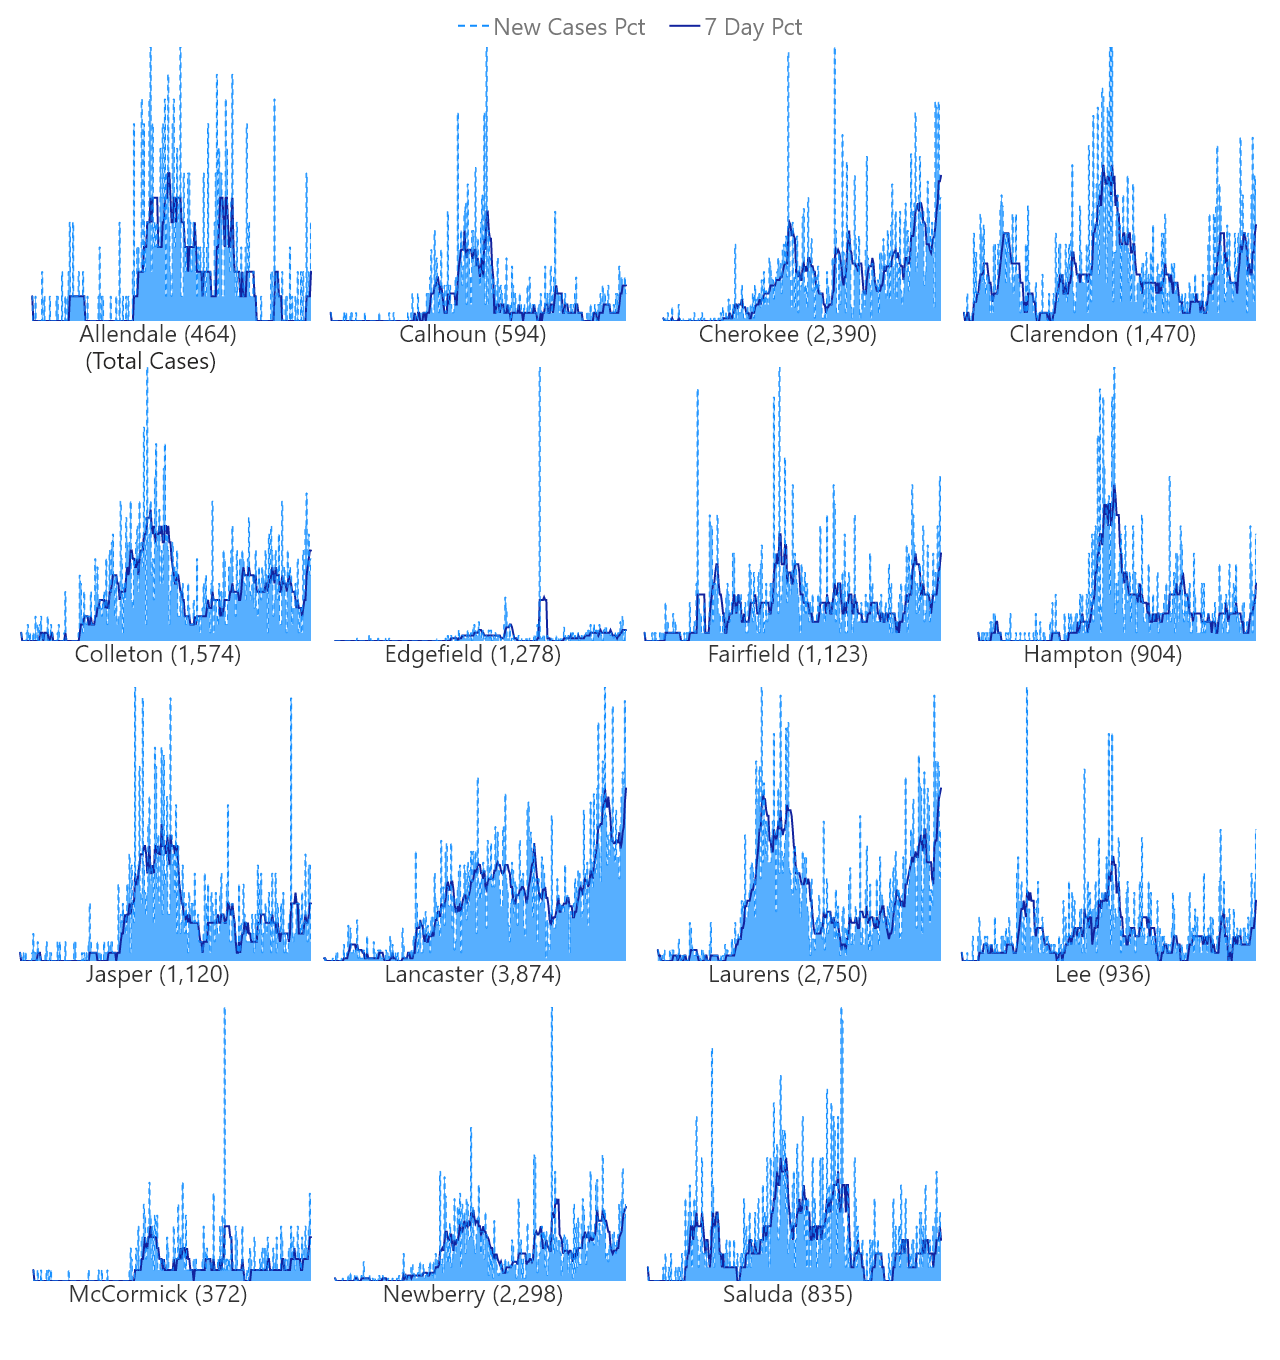 New Cases Pct 7 Day Pct
Allendale (464) Calhoun (594) Cherokee (2,390) Clarendon (1,470)
(Total Cases)
Colleton (1,574) Edgefield (1,278) Fairfield (1,123) Hampton (904)
Jasper (1,120) Lancaster (3,874) Laurens (2,750) Lee (936)
McCormick (372) Newberry (2,298) Saluda (835)